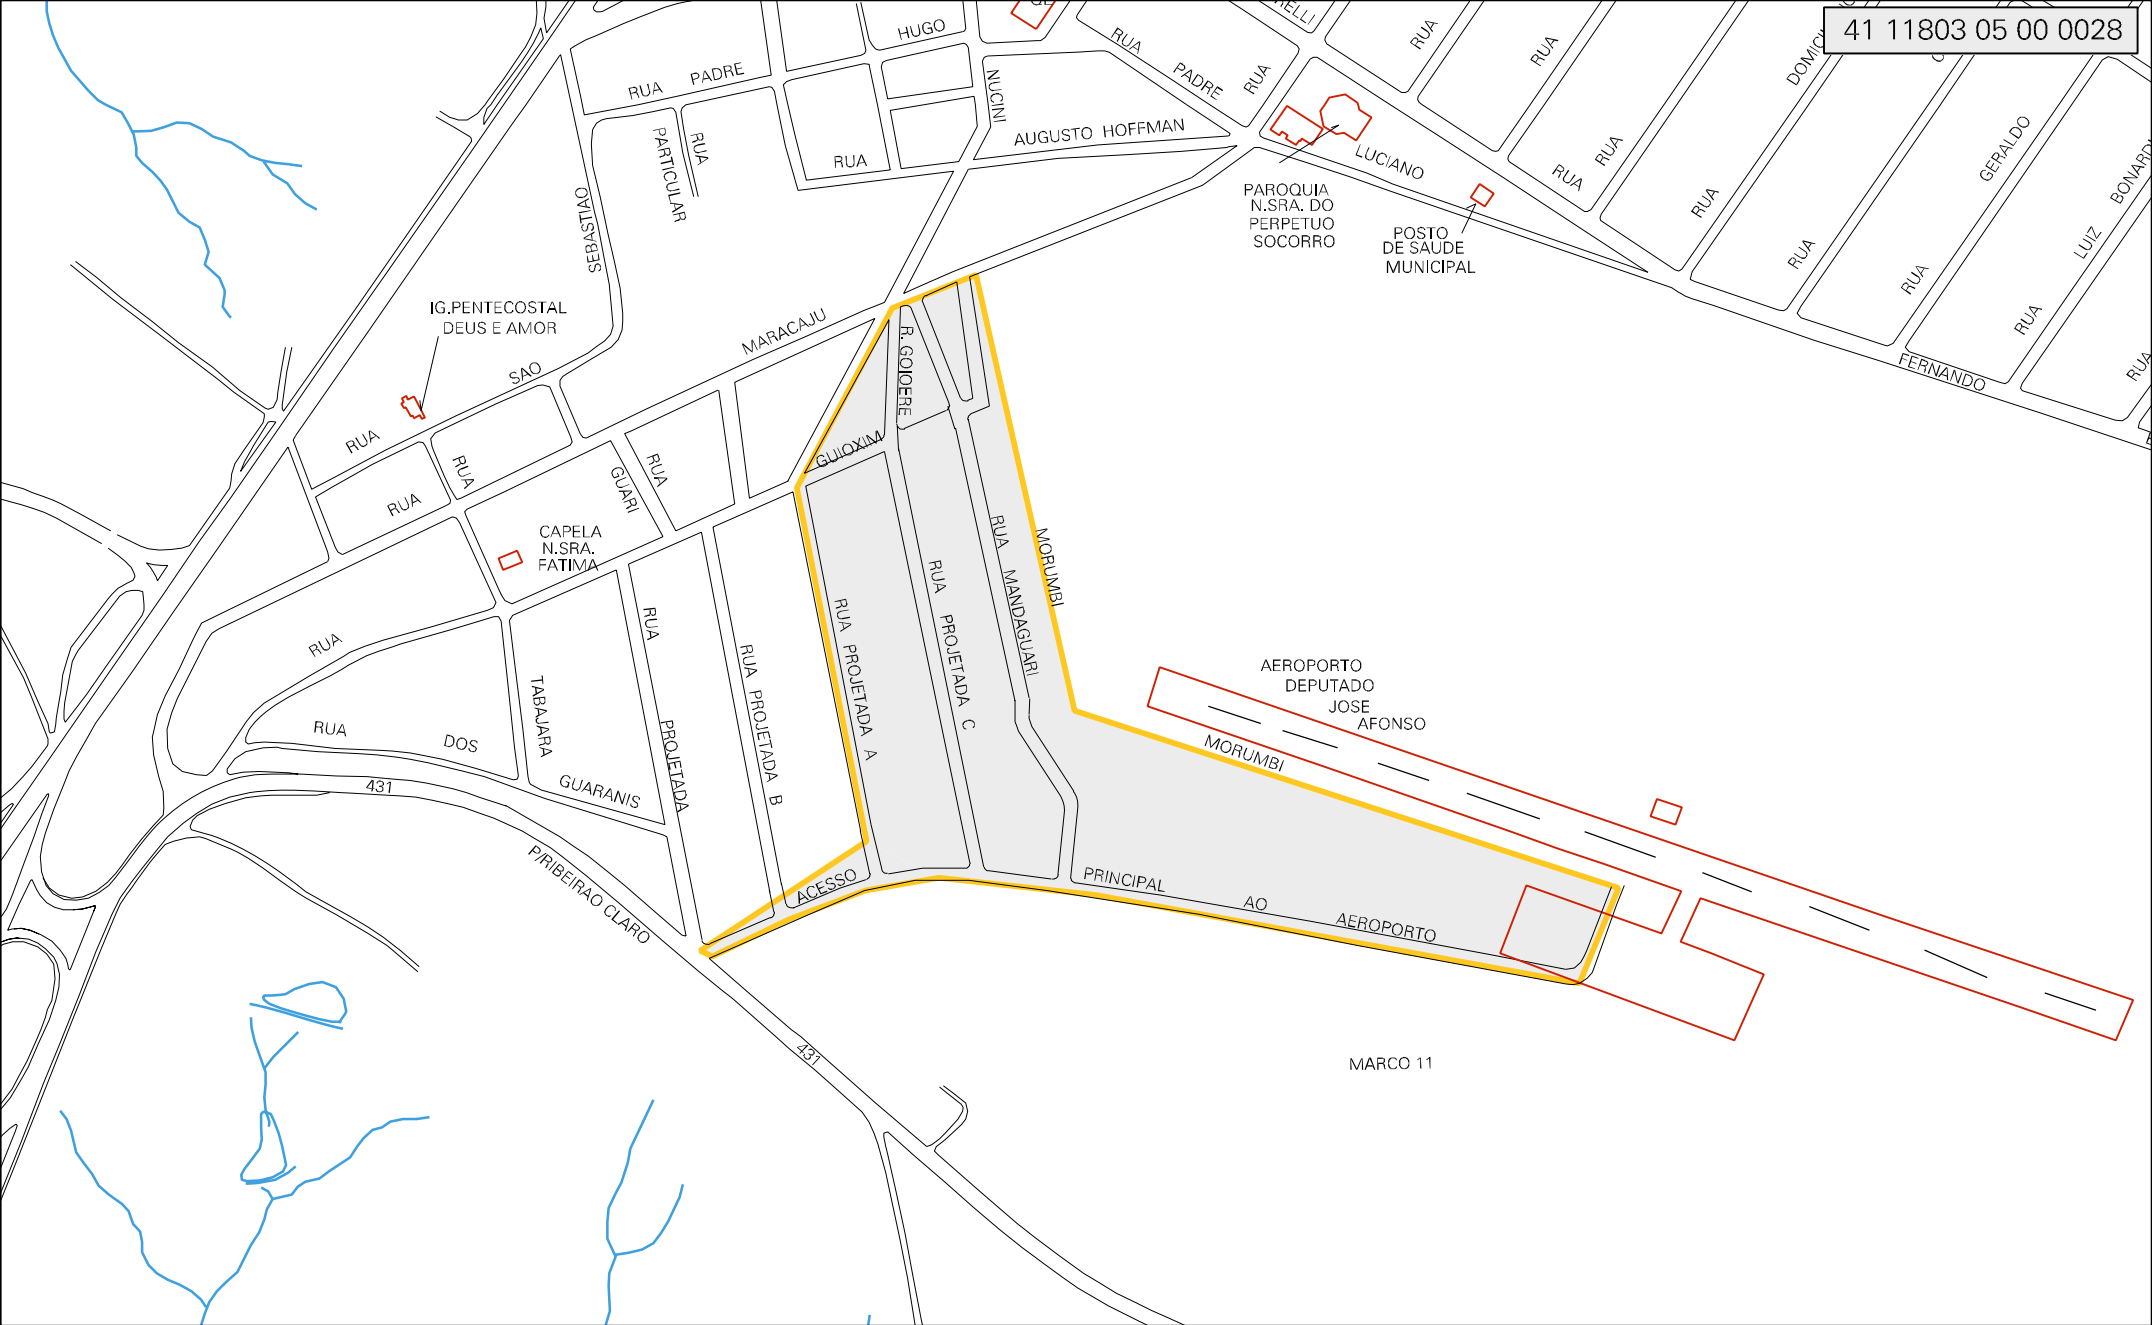 41 11803 05 00 0028
HUGO
RUA PADRE
RUA
PARTICULAR
NUCINI
RUA AUGUSTO HOFFMAN
RUA PADRE
RUA
RUA
RUA
LUCIANO
RUA
RUA
RUA
RUA
GERALDO
RUA
LUIZ BONARDI
RUA
RUA
FERNANDO
PAROQUIA
N.SRA. DO
PERPETUO
SOCORRO
POSTO
DE SAUDE
MUNICIPAL
SEBASTIAO
IG.PENTECOSTAL
DEUS E AMOR
SAO
RUA
MARACAJU
RUA
RUA
GUARI
RUA
R. GOIOERE
GUIOXIM
CAPELA
N.SRA.
FATIMA
RUA
RUA
TABAJARA
RUA PROJETADA
RUA PROJETADA B
RUA PROJETADA A
RUA PROJETADA C
RUA MANDAGUARI
MORUMBI
RUA DOS GUARANIS
431
P/RIBEIRAO CLARO
ACESSO PRINCIPAL AO AEROPORTO
MORUMBI
AEROPORTO
DEPUTADO
JOSE
AFONSO
431
MARCO 11